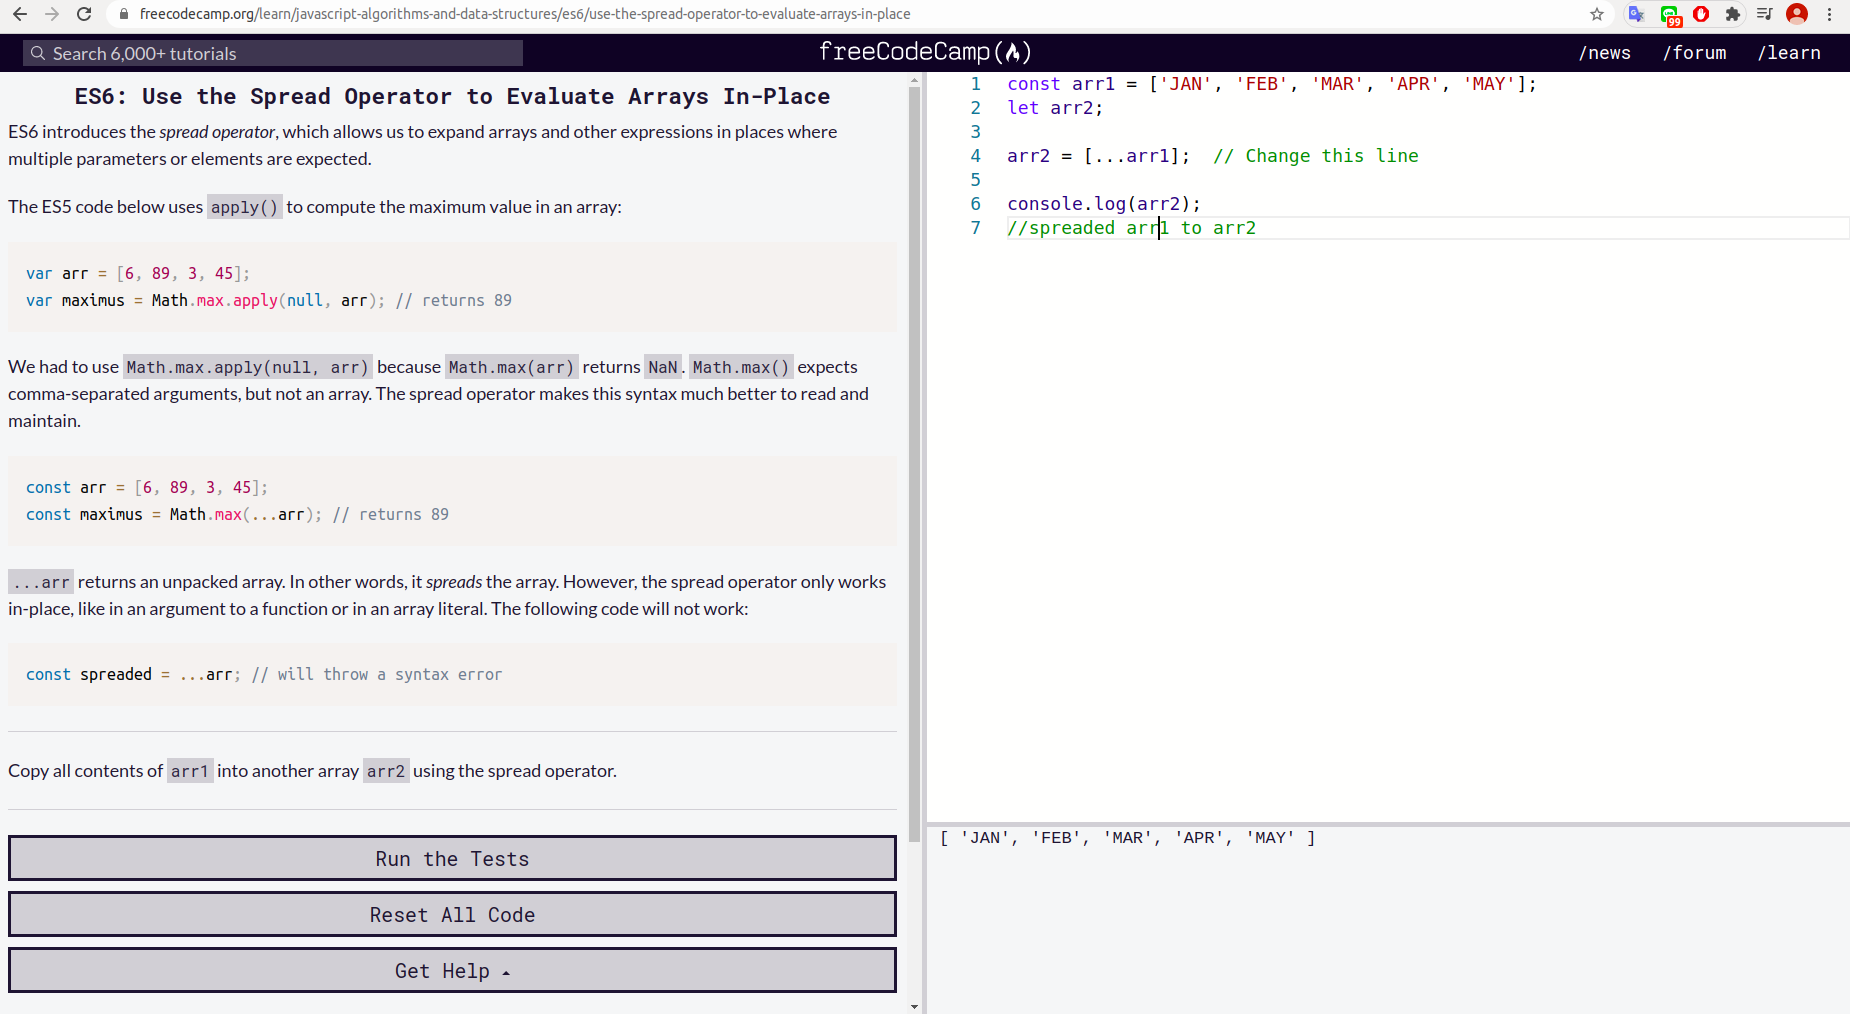 freecodecamp.org/learn/javascript-algorithms-and-data-structures/es6/use-the-spread-operator-to-evaluate-arrays-in-place
99
Search 6,000+ tutorials
freeCodeCamp(🔥)
/news /forum /learn
ES6: Use the Spread Operator to Evaluate Arrays In-Place
ES6 introduces the spread operator, which allows us to expand arrays and other expressions in places where
multiple parameters or elements are expected.
The ES5 code below uses apply() to compute the maximum value in an array:
var arr = [6, 89, 3, 45];
var maximus = Math.max.apply(null, arr); // returns 89
We had to use Math.max.apply(null, arr) because Math.max(arr) returns NaN. Math.max() expects
comma-separated arguments, but not an array. The spread operator makes this syntax much better to read and
maintain.
const arr = [6, 89, 3, 45];
const maximus = Math.max(...arr); // returns 89
...arr returns an unpacked array. In other words, it spreads the array. However, the spread operator only works
in-place, like in an argument to a function or in an array literal. The following code will not work:
const spreaded = ...arr; // will throw a syntax error
Copy all contents of arr1 into another array arr2 using the spread operator.
Run the Tests
Reset All Code
Get Help
1 const arr1 = ['JAN', 'FEB', 'MAR', 'APR', 'MAY'];
2 let arr2;
3
4 arr2 = [...arr1];  // Change this line
5
6 console.log(arr2);
7 //spreaded arr1 to arr2
[ 'JAN', 'FEB', 'MAR', 'APR', 'MAY' ]